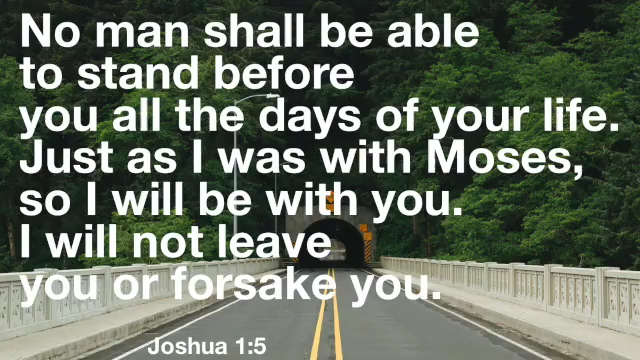 No man shall be able
to stand before
you all the days of your life.
Just as I was with Moses,
so I will be with you.
I will not leave
you or forsake you.
Joshua 1:5